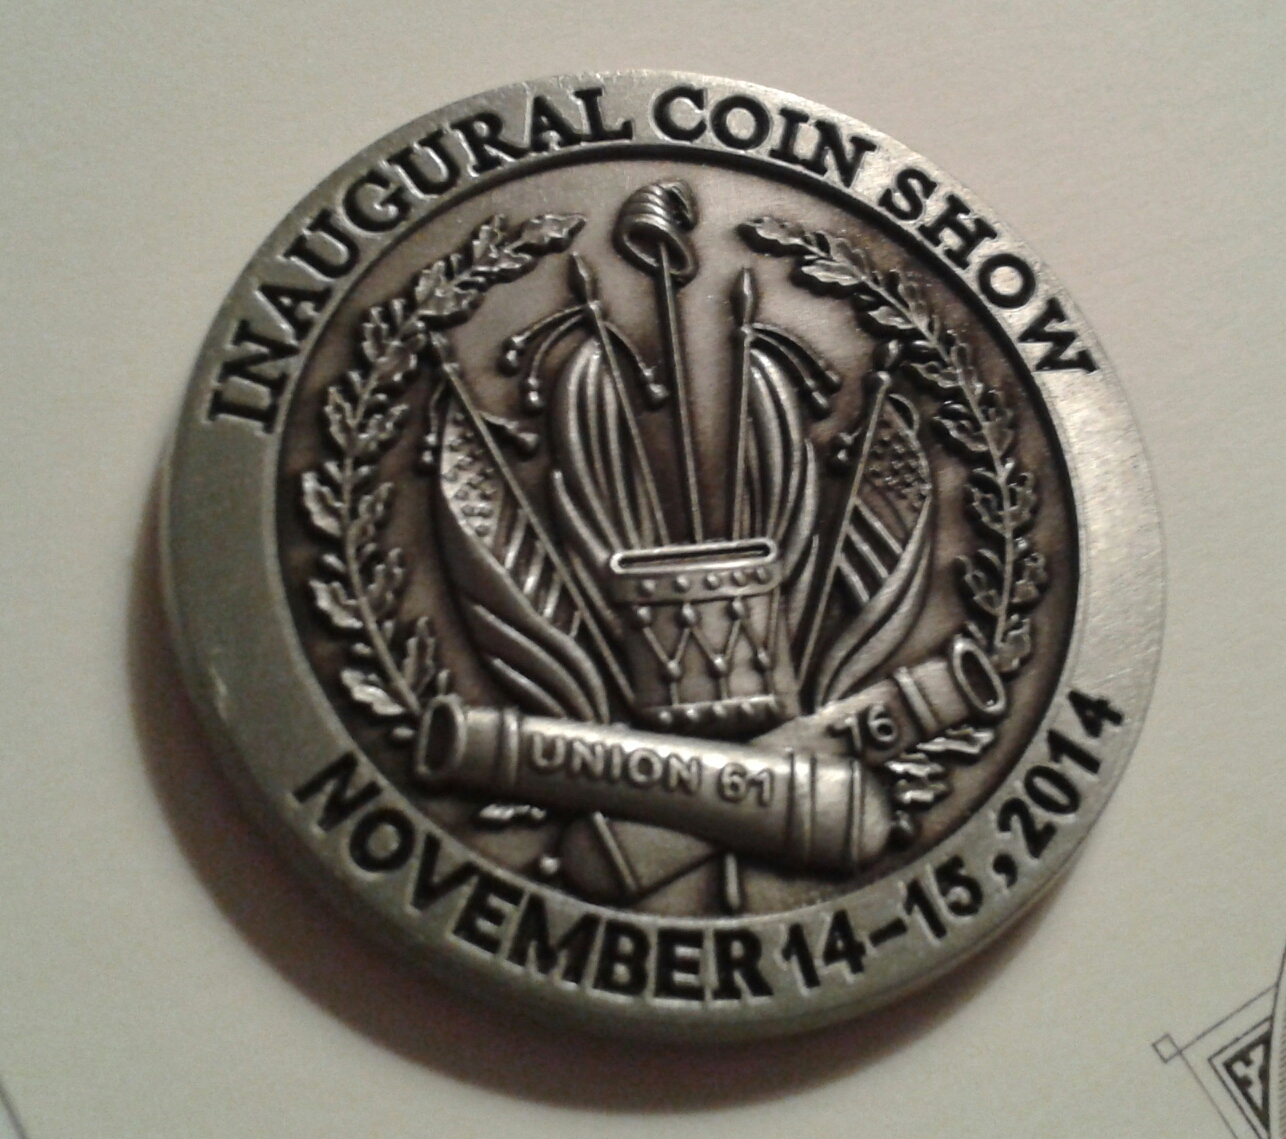 INAUGURAL COIN SHOW
UNION 61
76
NOVEMBER 14-15, 2014